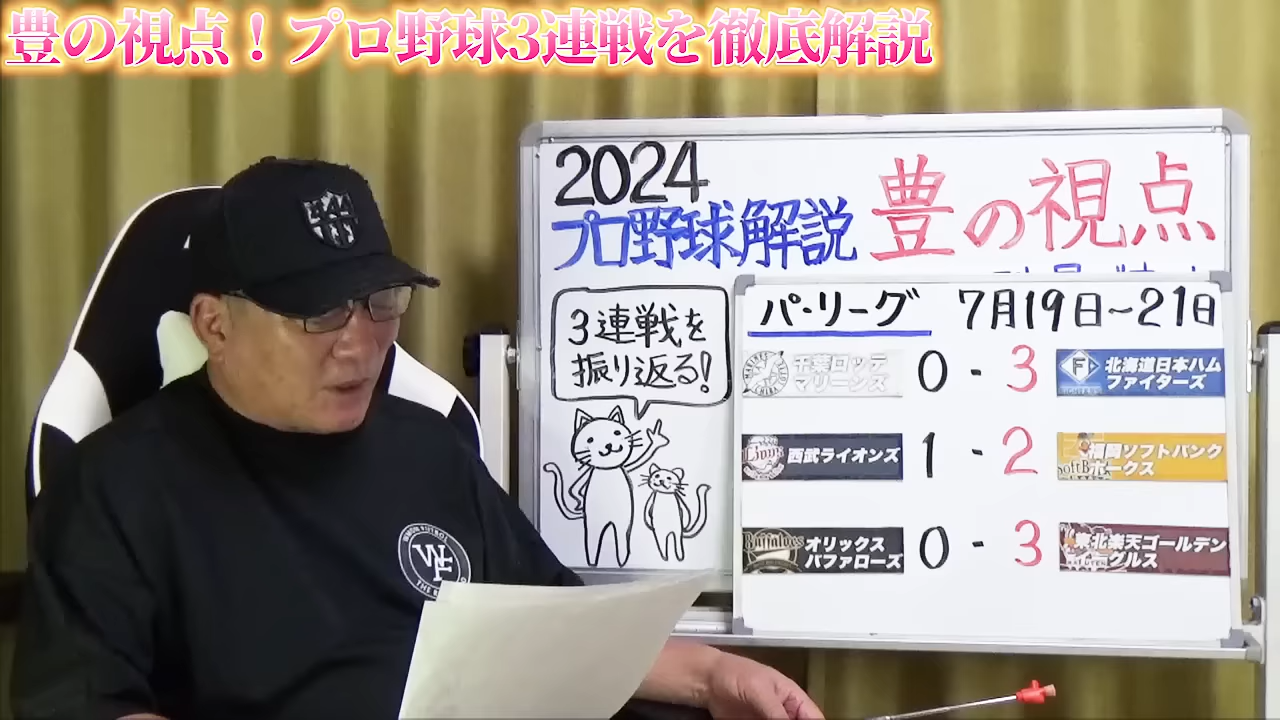 豊の視点！プロ野球3連戦を徹底解説
2024
プロ野球解説 豊の視点
3連戦を
振り返る!
パ・リーグ 7月19日～21日
千葉ロッテ
マリーンズ
0 - 3
北海道日本ハム
ファイターズ
西武ライオンズ
1 - 2
福岡ソフトバンク
ホークス
Buffaloes
オリックス
バファローズ
0 - 3
東北楽天ゴールデン
イーグルス